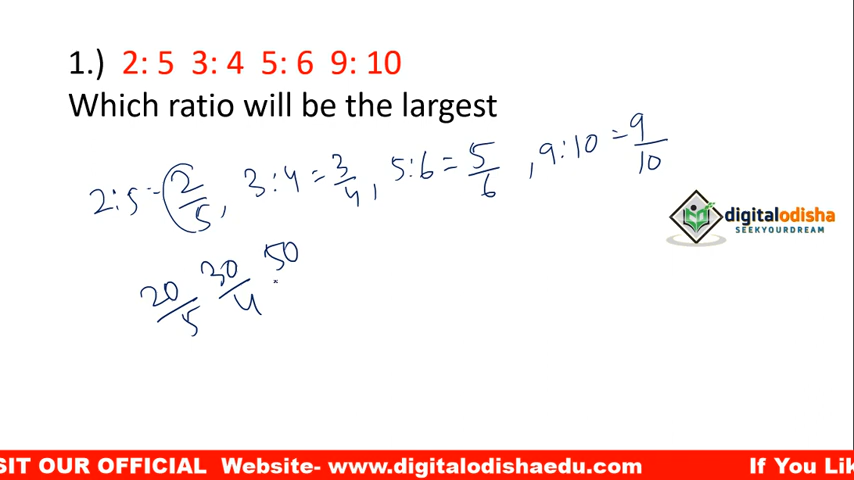 1.) 2: 5 3: 4 5: 6 9: 10
Which ratio will be the largest
2:5 = (2/5, 3:4 = 3/4, 5:6 = 5/6, 9:10 = 9/10
digitalodisha
SEEKYOURDREAM
20/5 30/4 50
SIT OUR OFFICIAL Website- www.digitalodishaedu.com If You Lik